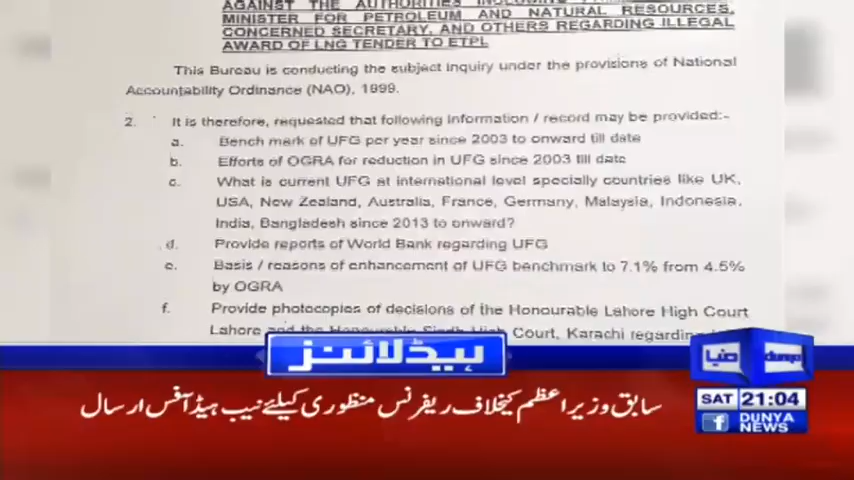 AGAINST THE AUTHORITIES INCLUDING
MINISTER FOR PETROLEUM AND NATURAL RESOURCES,
CONCERNED SECRETARY, AND OTHERS REGARDING ILLEGAL
AWARD OF LNG TENDER TO ETPL
This Bureau is conducting the subject inquiry under the provisions of National
Accountability Ordinance (NAO), 1999.
2. It is therefore, requested that following information / record may be provided:-
a. Bench mark of UFG per year since 2003 to onward till date
b. Efforts of OGRA for reduction in UFG since 2003 till date
c. What is current UFG at international level specially countries like UK,
USA, New Zealand, Australia, France, Germany, Malaysia, Indonesia,
India, Bangladesh since 2013 to onward?
d. Provide reports of World Bank regarding UFG
e. Basis / reasons of enhancement of UFG benchmark to 7.1% from 4.5%
by OGRA
f. Provide photocopies of decisions of the Honourable Lahore High Court
Lahore and the Honourable Sindh High Court, Karachi regarding
ہیڈلائنز
دنیا dunya
سابق وزیراعظم کیخلاف ریفرنس منظوری کیلئے نیب ہیڈ آفس ارسال
SAT 21:04
f DUNYA NEWS